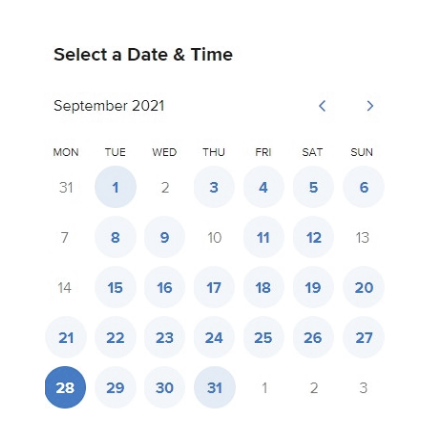 Select a Date & Time
September 2021
MON TUE WED THU FRI SAT SUN
31 1 2 3 4 5 6
7 8 9 10 11 12 13
14 15 16 17 18 19 20
21 22 23 24 25 26 27
28 29 30 31 1 2 3